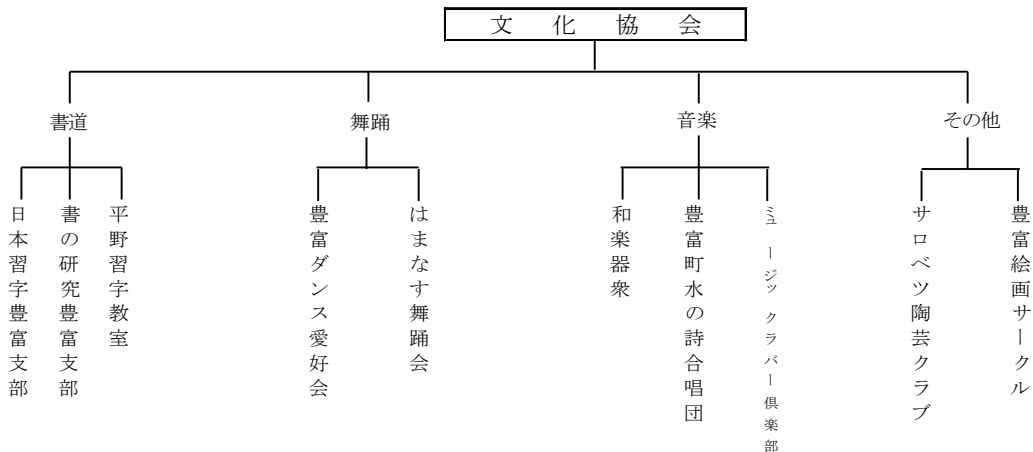 文化協会
書道
舞踊
音楽
その他
日本習字豊富支部
書の研究豊富支部
平野習字教室
豊富ダンス愛好会
はまなす舞踊会
和楽器衆
豊富町水の詩合唱団
ミュージックラバー倶楽部
サロベツ陶芸クラブ
豊富絵画サークル